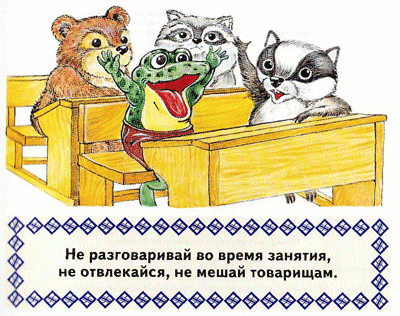 Не разговаривай во время занятия,
не отвлекайся, не мешай товарищам.